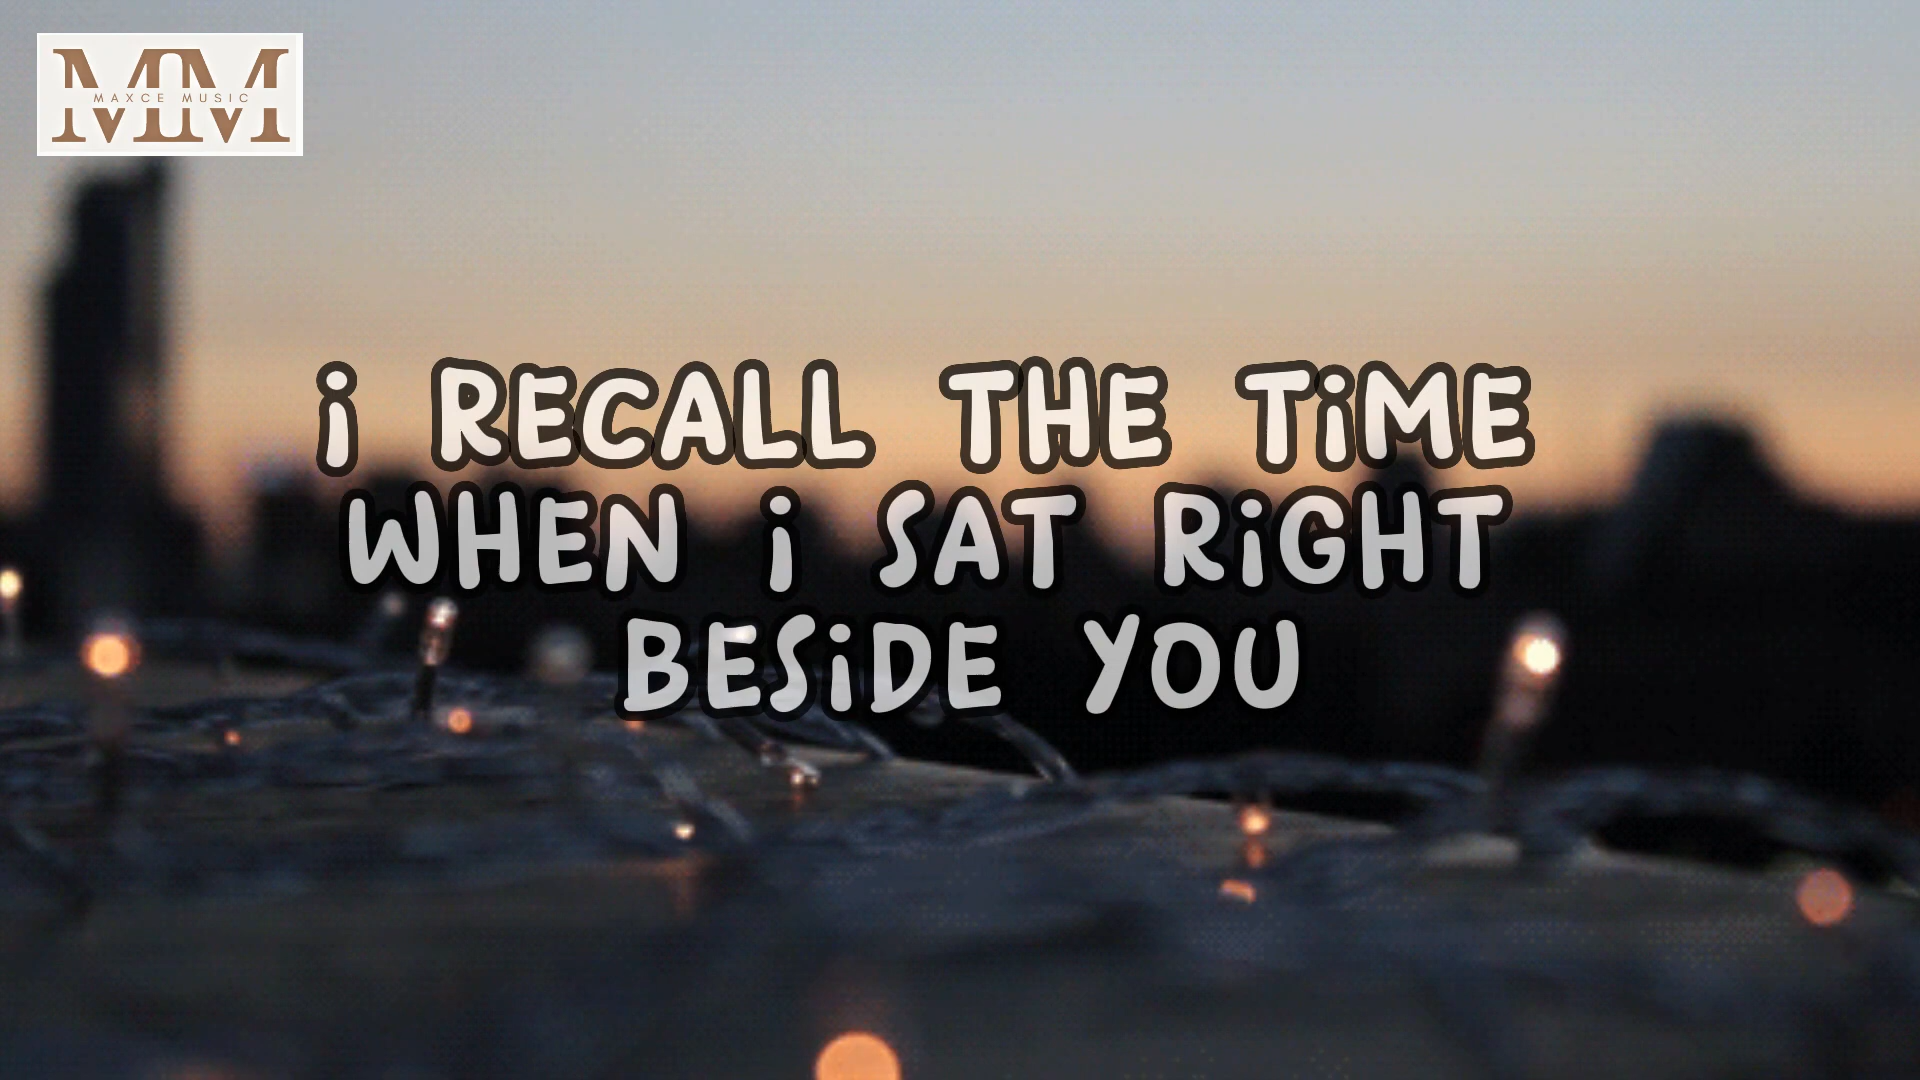 MM
MAXCE MUSIC
i RECALL THE TiME
WHEN i SAT RiGHT
BESiDE YOU